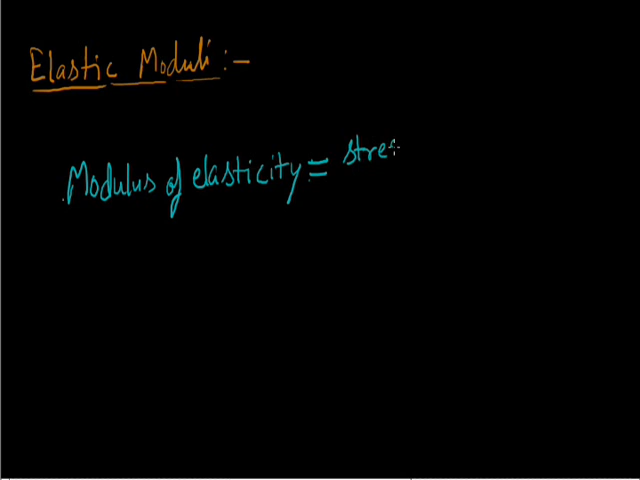 Elastic Moduli :-
Modulus of elasticity = stre